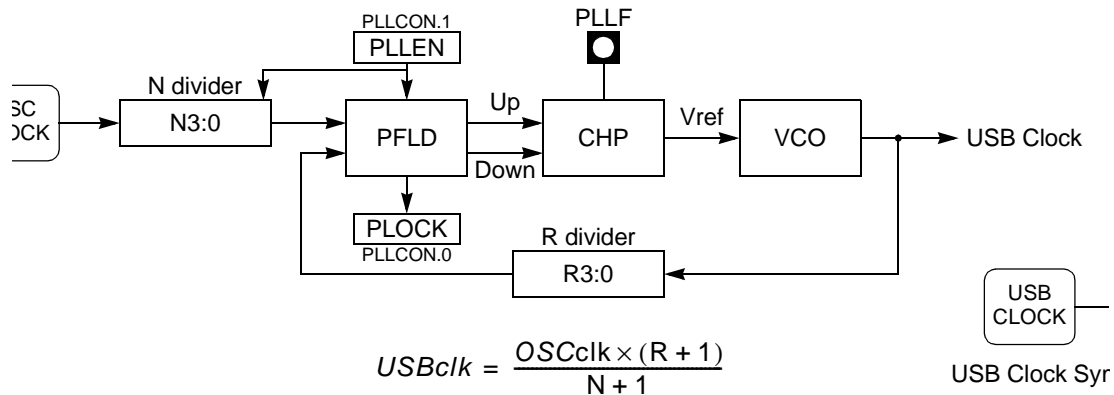 PLLCON.1
PLLEN
PLLF
N divider
N3:0
PFLD
Up
Down
CHP
Vref
VCO
USB Clock
PLOCK
PLLCON.0
R divider
R3:0
USB
CLOCK
USBclk = OSCclk × (R + 1)
N + 1